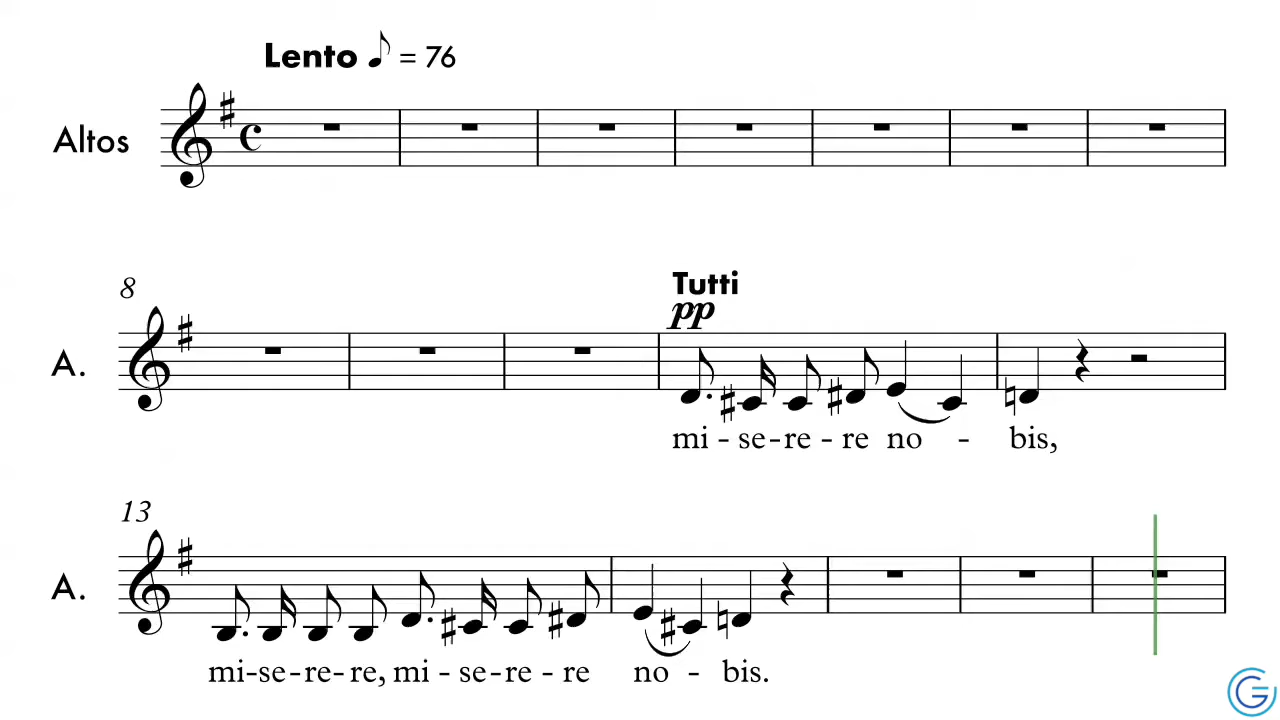 Lento ♪ = 76
Altos
8
Tutti
pp
A.
mi - se - re - re no - bis,
13
A.
mi-se-re-re, mi - se-re - re no - bis.